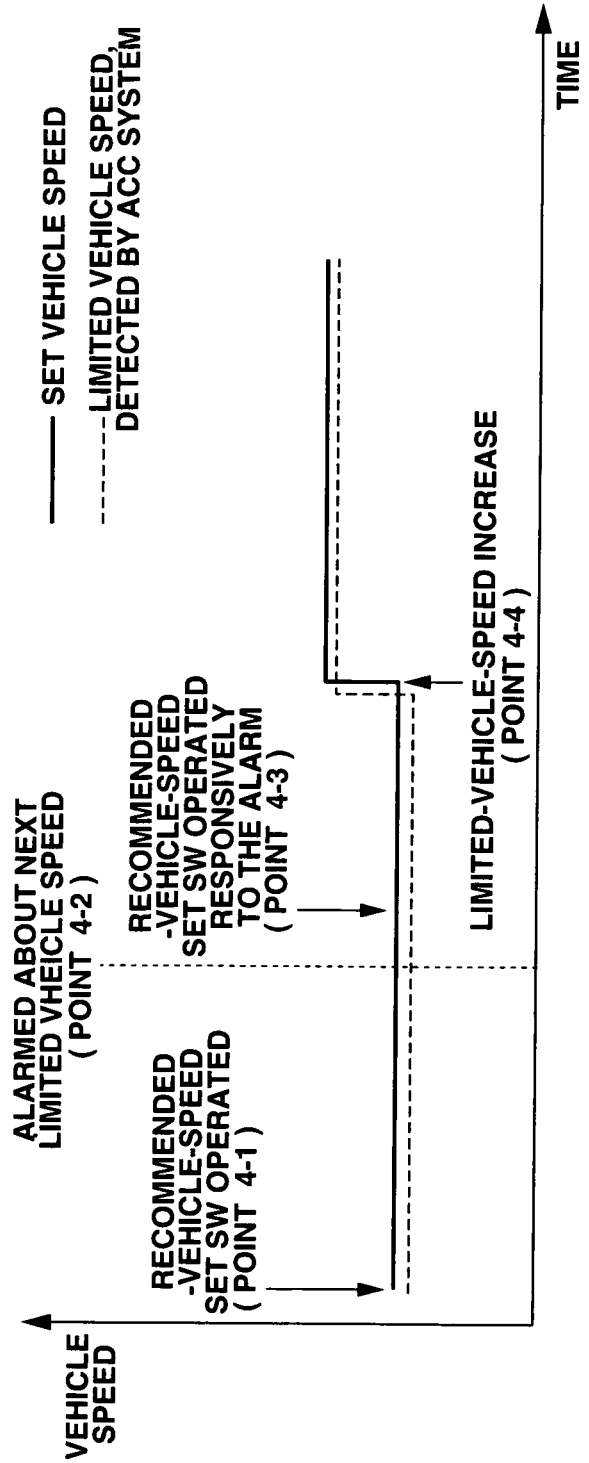 VEHICLE
SPEED
ALARMED ABOUT NEXT
LIMITED VHEICLE SPEED
( POINT 4-2 )
RECOMMENDED
-VEHICLE-SPEED
SET SW OPERATED
( POINT 4-1 )
RECOMMENDED
-VEHICLE-SPEED
SET SW OPERATED
RESPONSIVELY
TO THE ALARM
( POINT 4-3 )
SET VEHICLE SPEED
LIMITED VEHICLE SPEED,
DETECTED BY ACC SYSTEM
LIMITED-VEHICLE-SPEED INCREASE
( POINT 4-4 )
TIME